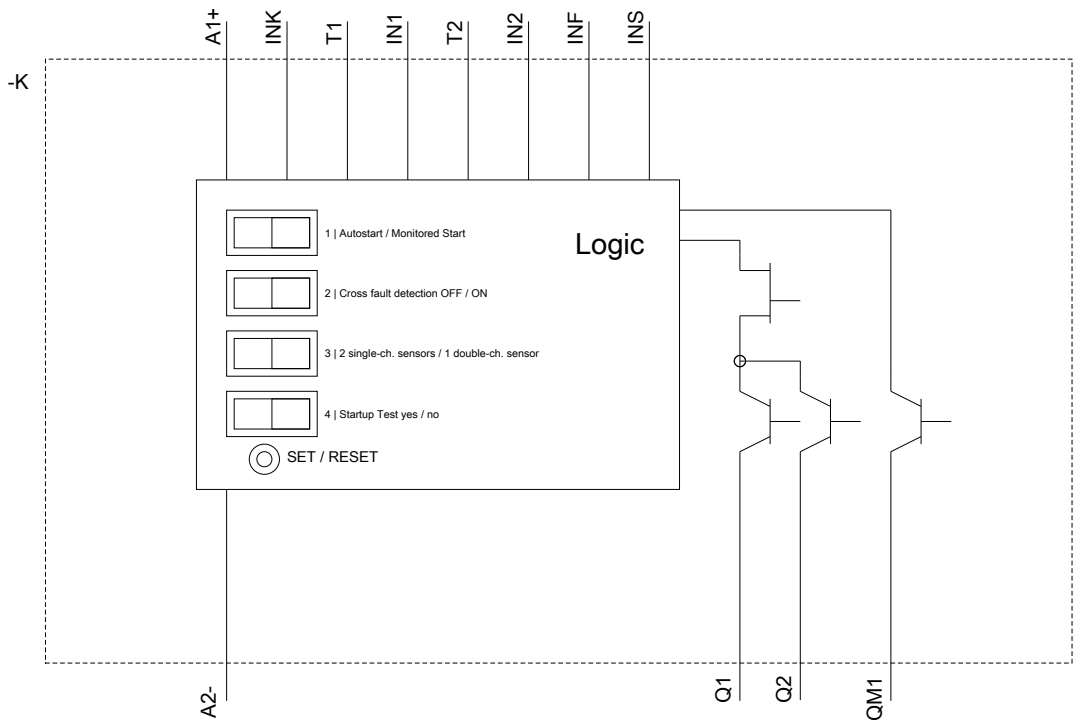 A1+
INK
T1
IN1
T2
IN2
INF
INS
-K
1 | Autostart / Monitored Start
Logic
2 | Cross fault detection OFF / ON
3 | 2 single-ch. sensors / 1 double-ch. sensor
4 | Startup Test yes / no
SET / RESET
A2-
Q1
Q2
QM1